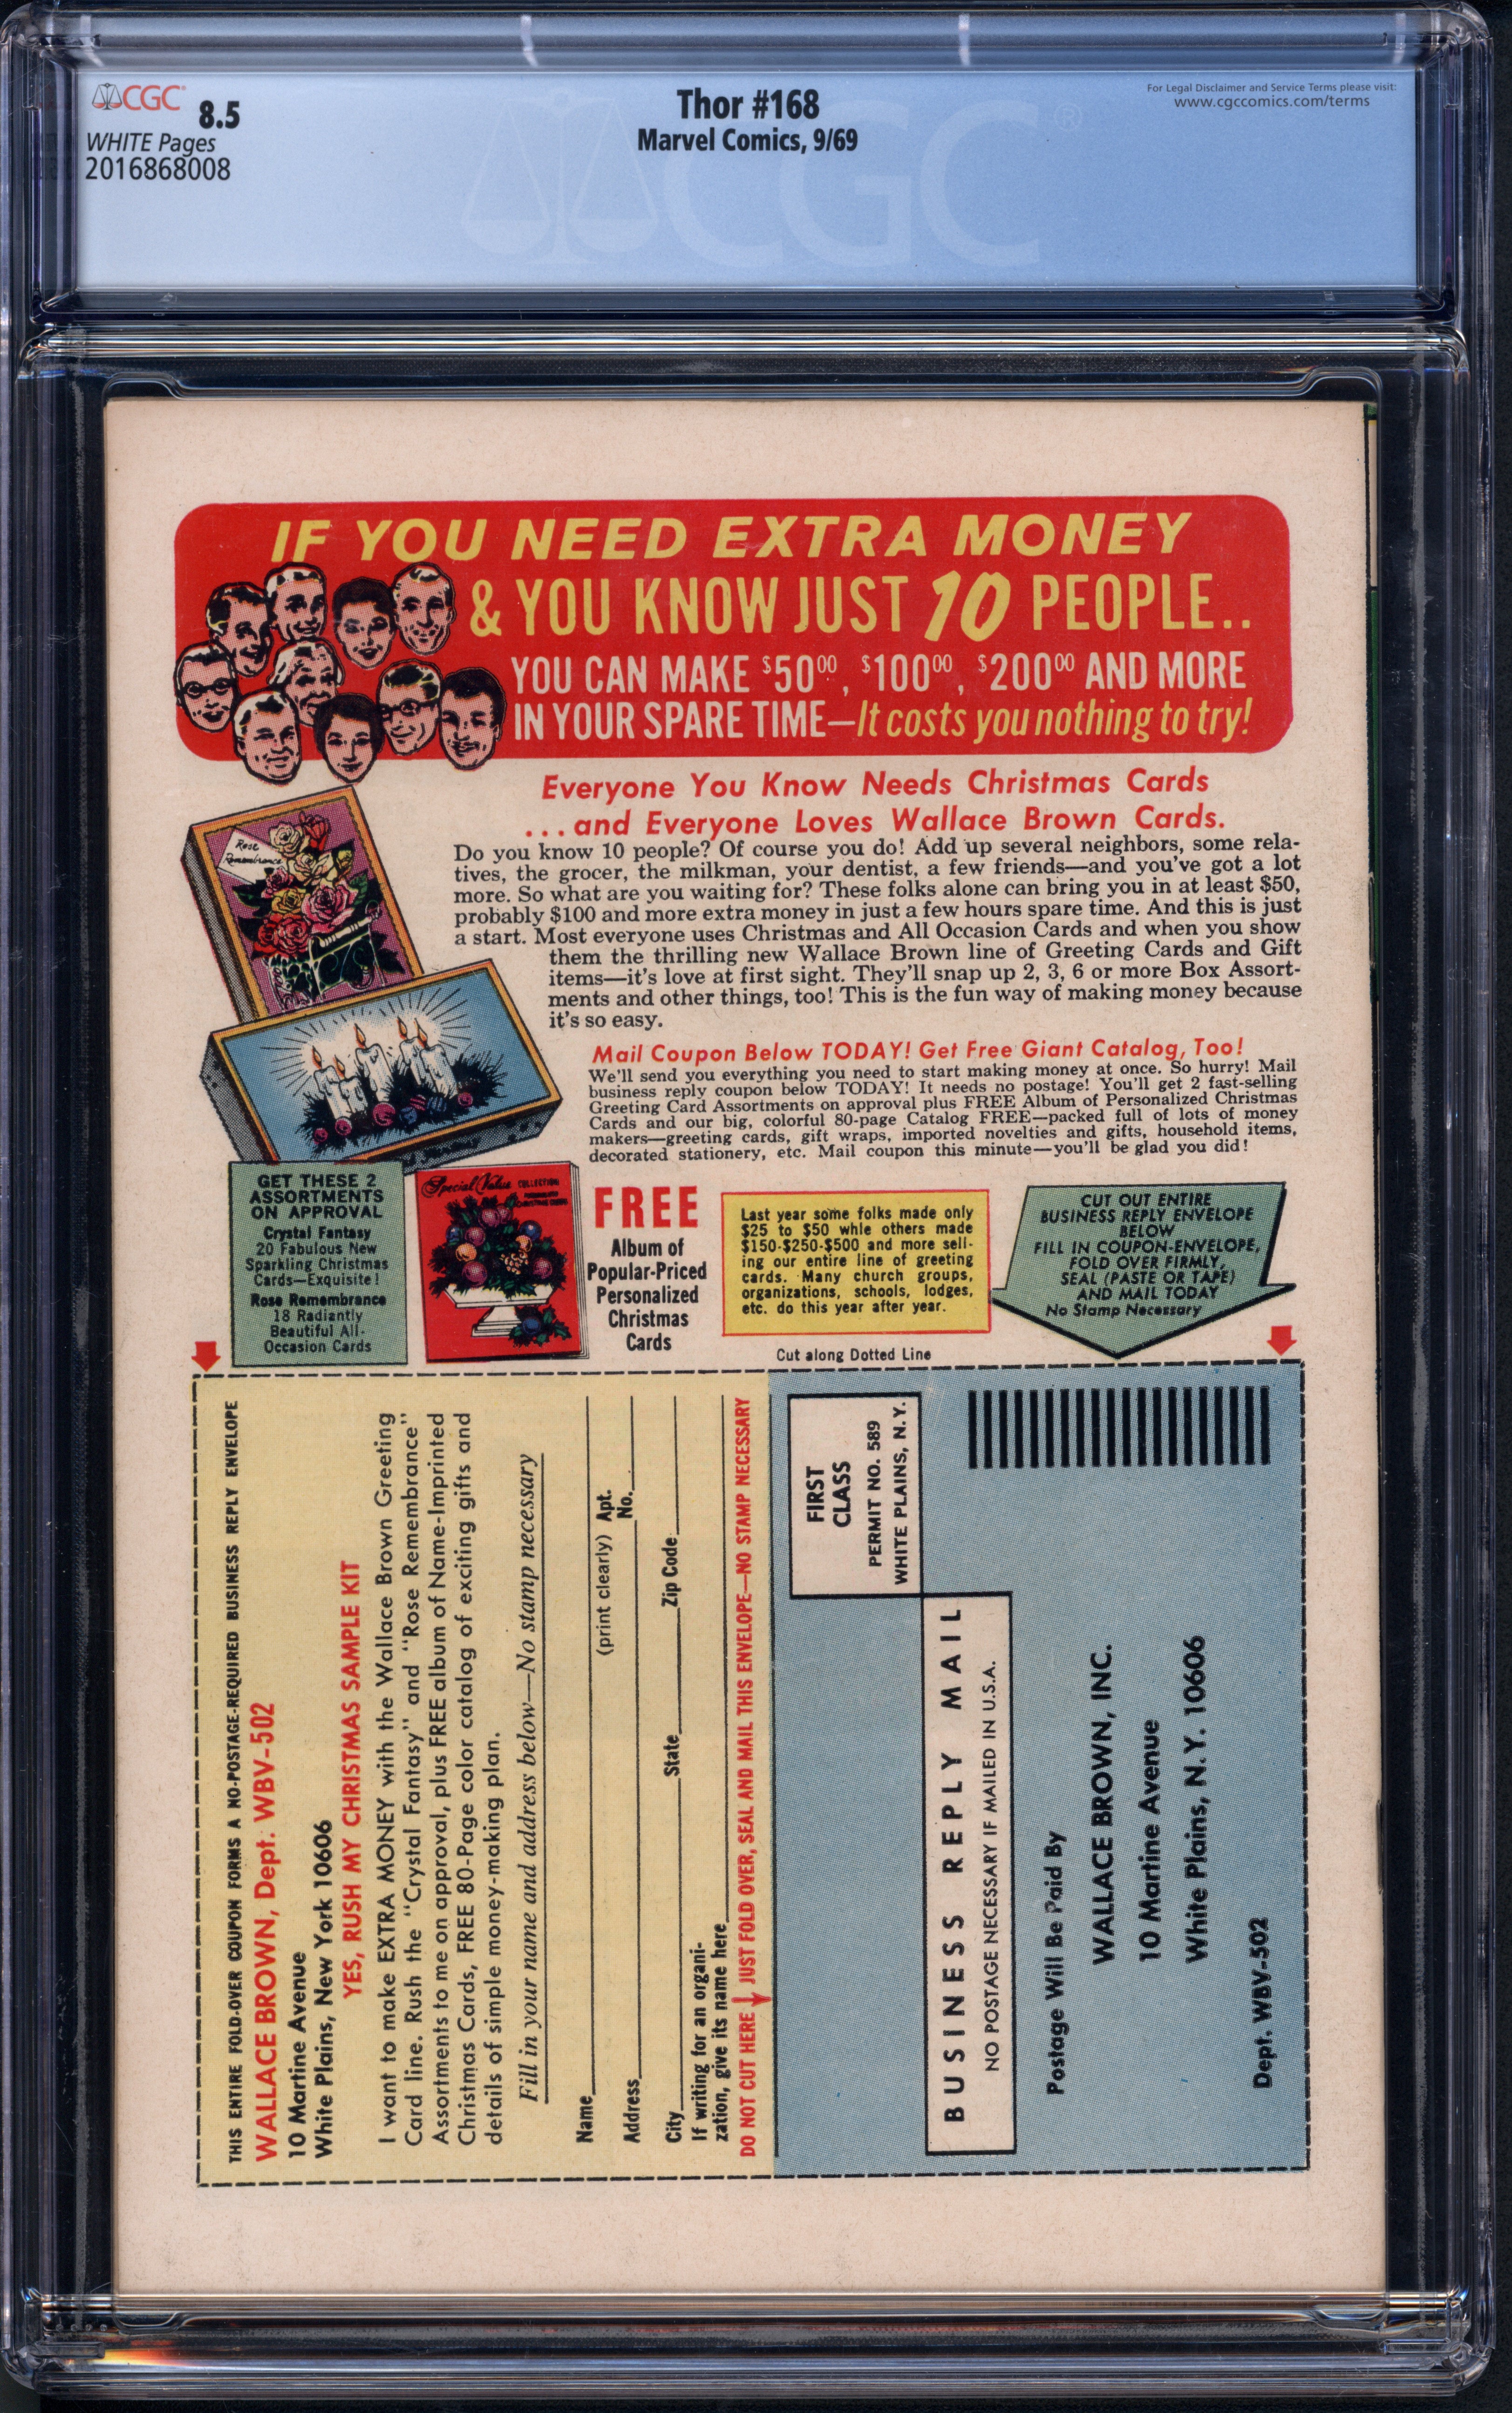 CGC
8.5
WHITE Pages
2016868008
Thor #168
Marvel Comics, 9/69
For Legal Disclaimer and Service Terms please visit:
www.cgccomics.com/terms
CGC®
IF YOU NEED EXTRA MONEY
& YOU KNOW JUST 10 PEOPLE..
YOU CAN MAKE $50⁰⁰, $100⁰⁰, $200⁰⁰ AND MORE
IN YOUR SPARE TIME—It costs you nothing to try!
Everyone You Know Needs Christmas Cards
...and Everyone Loves Wallace Brown Cards.
Rose
Remembrance
Do you know 10 people? Of course you do! Add up several neighbors, some rela-
tives, the grocer, the milkman, your dentist, a few friends—and you've got a lot
more. So what are you waiting for? These folks alone can bring you in at least $50,
probably $100 and more extra money in just a few hours spare time. And this is just
a start. Most everyone uses Christmas and All Occasion Cards and when you show
them the thrilling new Wallace Brown line of Greeting Cards and Gift
items—it's love at first sight. They'll snap up 2, 3, 6 or more Box Assort-
ments and other things, too! This is the fun way of making money because
it's so easy.
Mail Coupon Below TODAY! Get Free Giant Catalog, Too!
We'll send you everything you need to start making money at once. So hurry! Mail
business reply coupon below TODAY! It needs no postage! You'll get 2 fast-selling
Greeting Card Assortments on approval plus FREE Album of Personalized Christmas
Cards and our big, colorful 80-page Catalog FREE—packed full of lots of money
makers—greeting cards, gift wraps, imported novelties and gifts, household items,
decorated stationery, etc. Mail coupon this minute—you'll be glad you did!
GET THESE 2
ASSORTMENTS
ON APPROVAL
Crystal Fantasy
20 Fabulous New
Sparkling Christmas
Cards—Exquisite!
Rose Remembrance
18 Radiantly
Beautiful All-
Occasion Cards
Special Value COLLECTION
FREE
Album of
Popular-Priced
Personalized
Christmas
Cards
Last year some folks made only
$25 to $50 whle others made
$150-$250-$500 and more sell-
ing our entire line of greeting
cards. Many church groups,
organizations, schools, lodges,
etc. do this year after year.
CUT OUT ENTIRE
BUSINESS REPLY ENVELOPE
BELOW
FILL IN COUPON-ENVELOPE,
FOLD OVER FIRMLY,
SEAL (PASTE OR TAPE)
AND MAIL TODAY
No Stamp Necessary
Cut along Dotted Line
THIS ENTIRE FOLD-OVER COUPON FORMS A NO-POSTAGE-REQUIRED BUSINESS REPLY ENVELOPE
WALLACE BROWN, Dept. WBV-502
10 Martine Avenue
White Plains, New York 10606
YES, RUSH MY CHRISTMAS SAMPLE KIT
I want to make EXTRA MONEY with the Wallace Brown Greeting
Card line. Rush the "Crystal Fantasy" and "Rose Remembrance"
Assortments to me on approval, plus FREE album of Name-Imprinted
Christmas Cards, FREE 80-Page color catalog of exciting gifts and
details of simple money-making plan.
Fill in your name and address below—No stamp necessary
Name
(print clearly) Apt.
Address No.
City State Zip Code
If writing for an organi-
zation, give its name here
DO NOT CUT HERE JUST FOLD OVER, SEAL AND MAIL THIS ENVELOPE—NO STAMP NECESSARY
FIRST
CLASS
PERMIT NO. 589
WHITE PLAINS, N. Y.
BUSINESS REPLY MAIL
NO POSTAGE NECESSARY IF MAILED IN U.S.A.
Postage Will Be Paid By
WALLACE BROWN, INC.
10 Martine Avenue
White Plains, N. Y. 10606
Dept. WBV-502